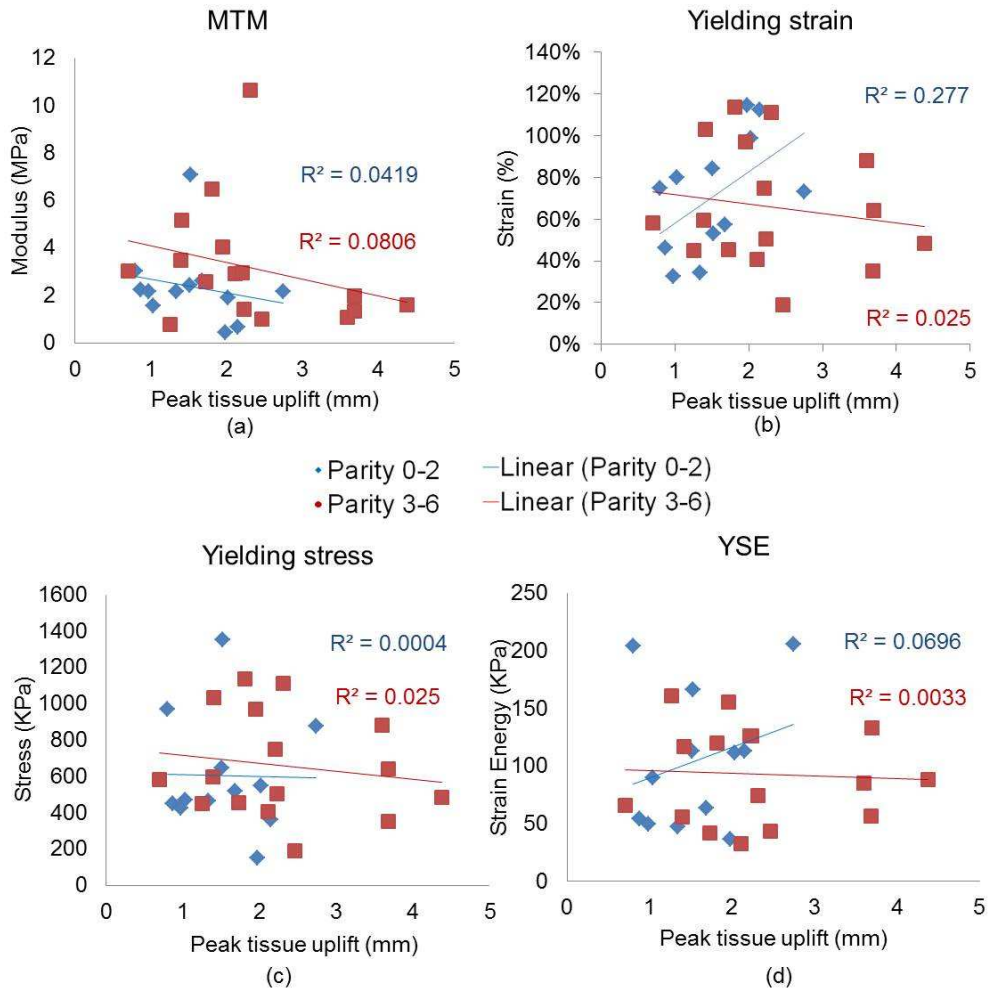 MTM
12
10
8
6
4
2
0
Modulus (MPa)
R² = 0.0419
R² = 0.0806
0 1 2 3 4 5
Peak tissue uplift (mm)
(a)
Yielding strain
140%
120%
100%
80%
60%
40%
20%
0%
Strain (%)
R² = 0.277
R² = 0.025
0 1 2 3 4 5
Peak tissue uplift (mm)
(b)
Parity 0-2 Linear (Parity 0-2)
Parity 3-6 Linear (Parity 3-6)
Yielding stress
1600
1400
1200
1000
800
600
400
200
0
Stress (KPa)
R² = 0.0004
R² = 0.025
0 1 2 3 4 5
Peak tissue uplift (mm)
(c)
YSE
250
200
150
100
50
0
Strain Energy (KPa)
R² = 0.0696
R² = 0.0033
0 1 2 3 4 5
Peak tissue uplift (mm)
(d)